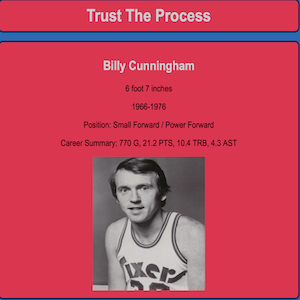 Trust The Process
Billy Cunningham
6 foot 7 inches
1966-1976
Position: Small Forward / Power Forward
Career Summary: 770 G, 21.2 PTS, 10.4 TRB, 4.3 AST